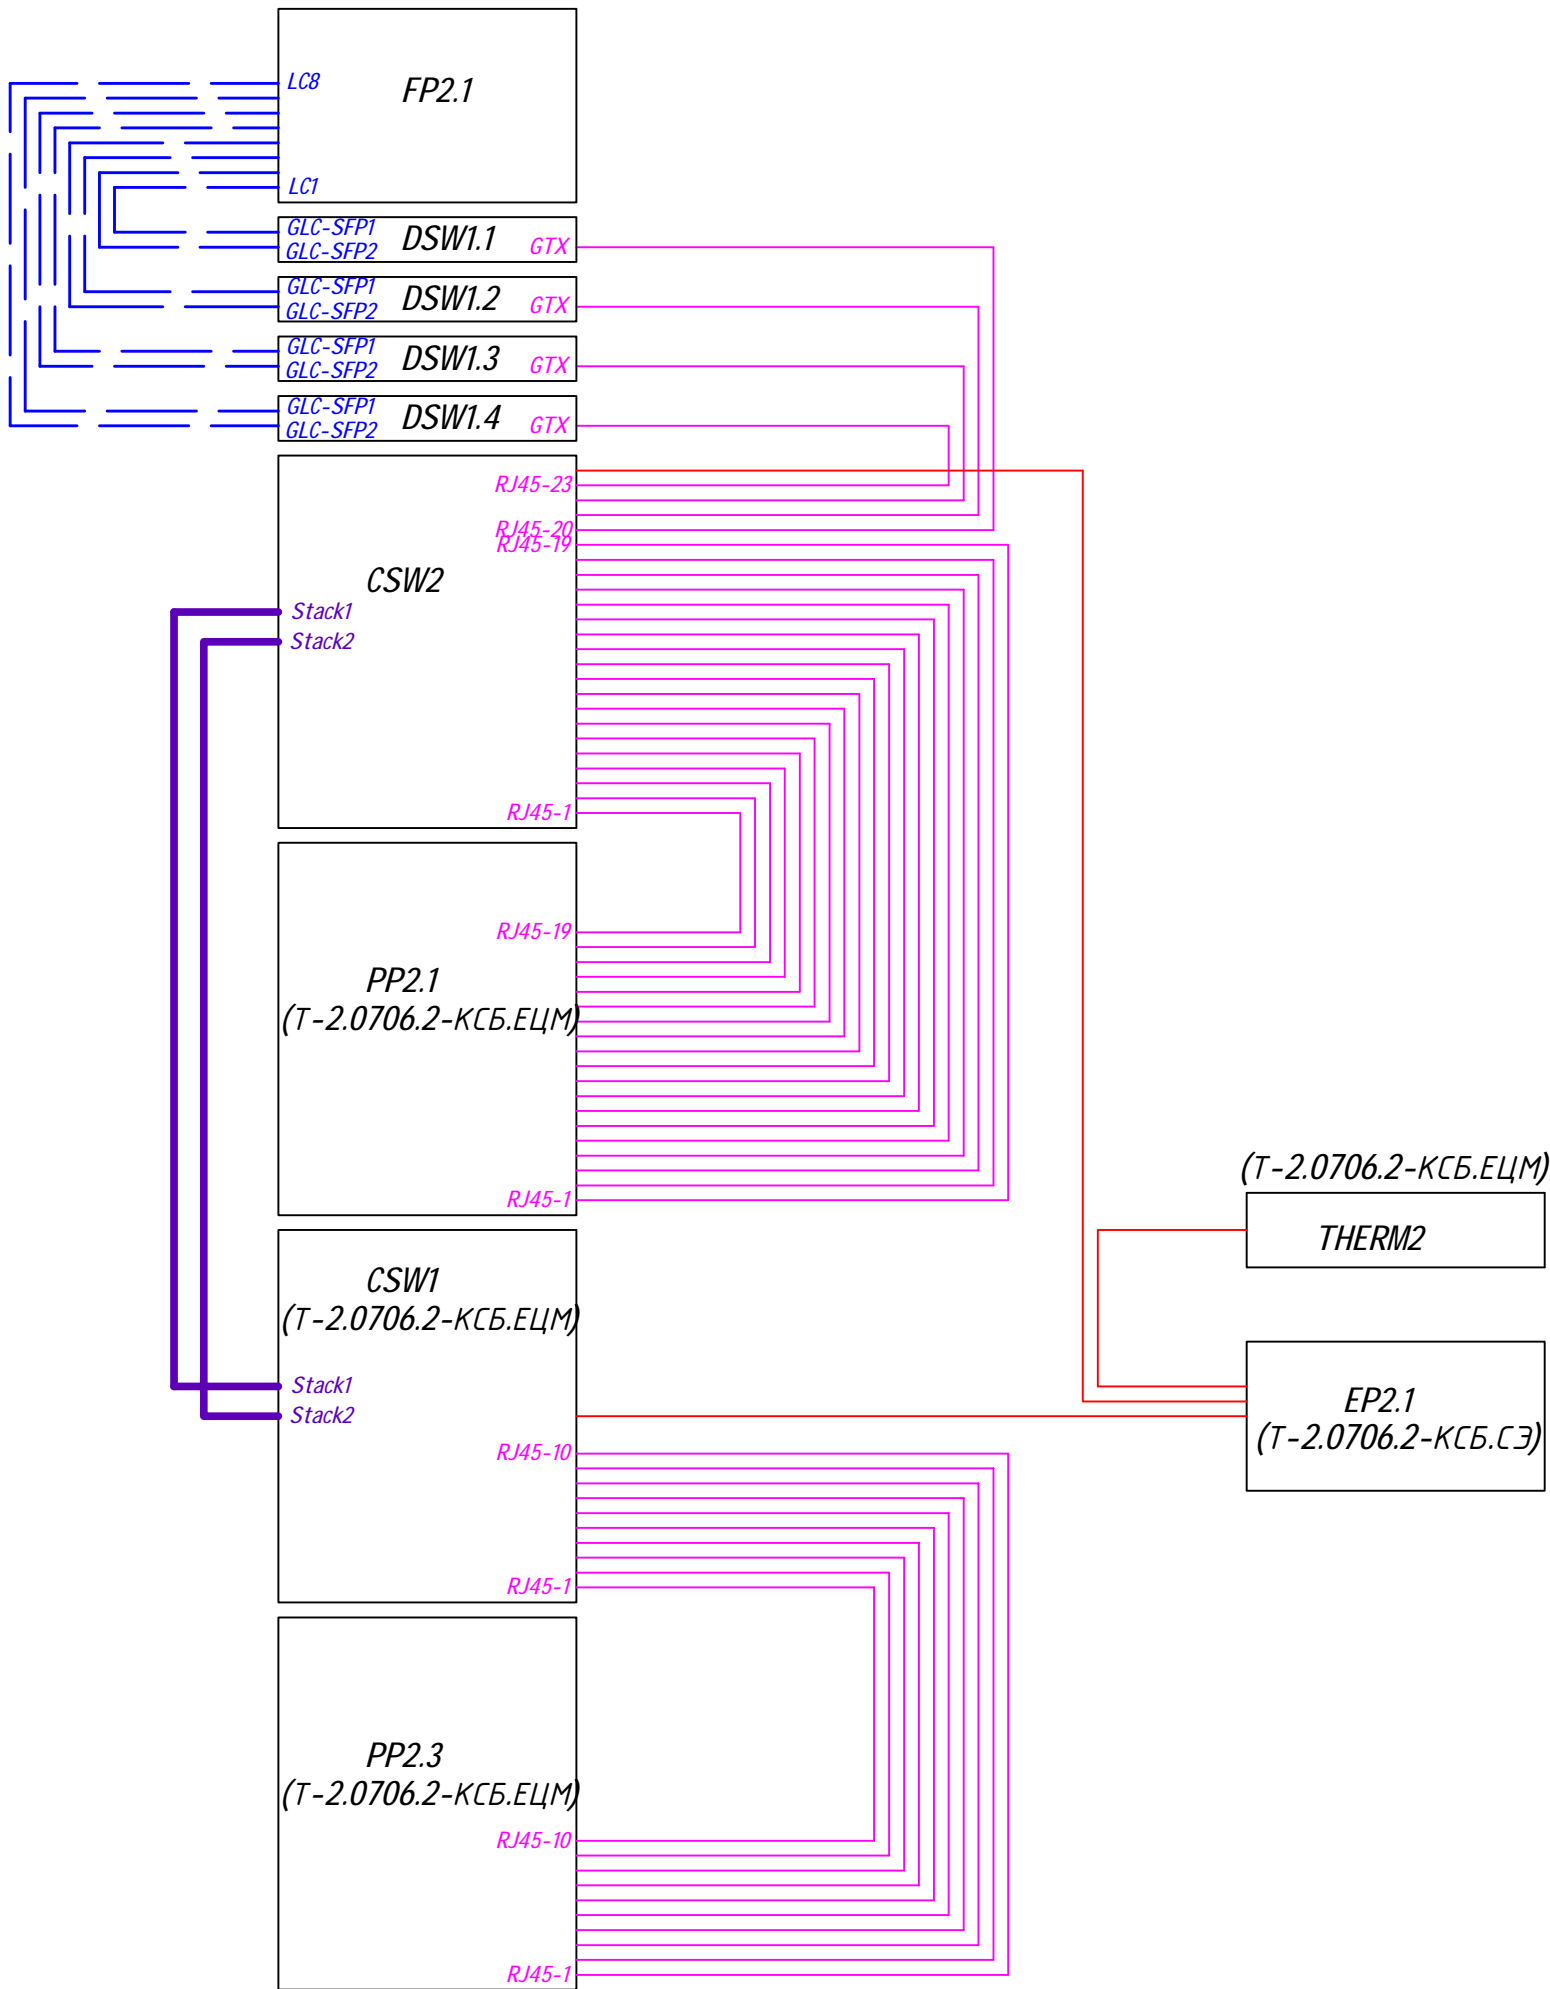 LC8
FP2.1
LC1
GLC-SFP1
GLC-SFP2
DSW1.1
GTX
GLC-SFP1
GLC-SFP2
DSW1.2
GTX
GLC-SFP1
GLC-SFP2
DSW1.3
GTX
GLC-SFP1
GLC-SFP2
DSW1.4
GTX
RJ45-23
RJ45-20
RJ45-19
CSW2
Stack1
Stack2
RJ45-1
RJ45-19
PP2.1
(Т-2.0706.2-КСБ.ЕЦМ)
RJ45-1
(Т-2.0706.2-КСБ.ЕЦМ)
THERM2
CSW1
(Т-2.0706.2-КСБ.ЕЦМ)
Stack1
Stack2
EP2.1
(Т-2.0706.2-КСБ.СЭ)
RJ45-10
RJ45-1
PP2.3
(Т-2.0706.2-КСБ.ЕЦМ)
RJ45-10
RJ45-1